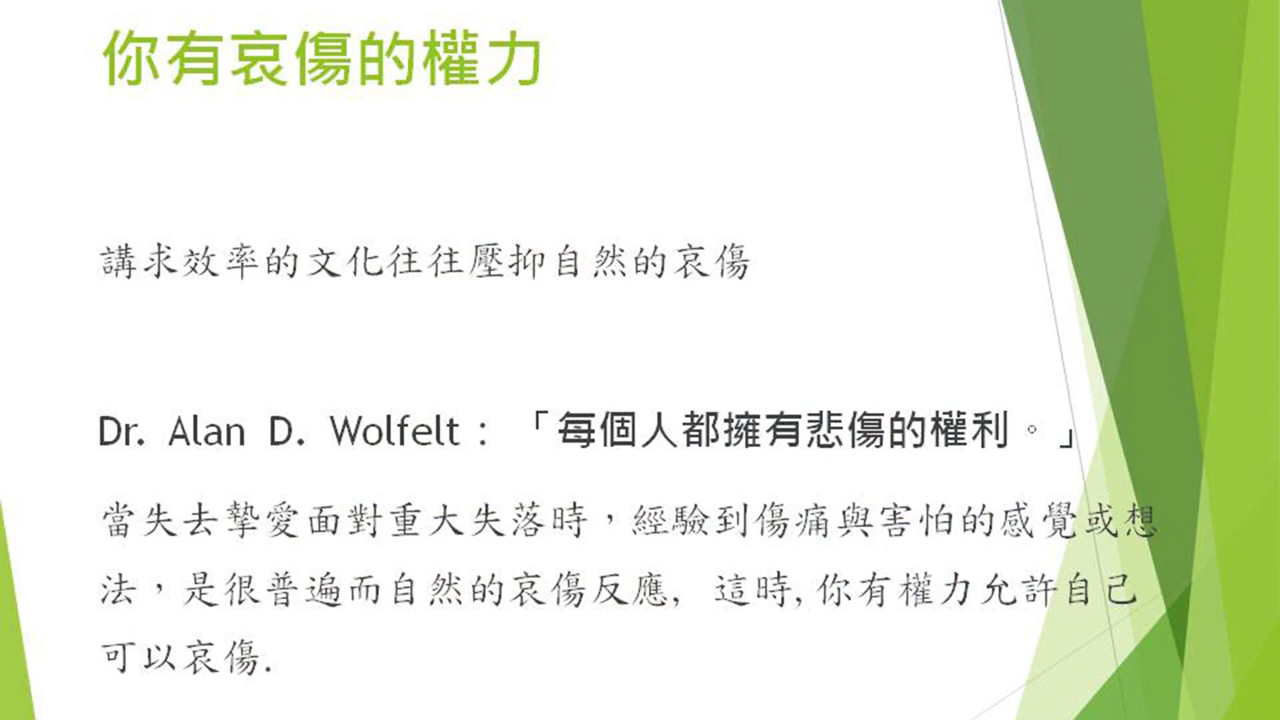 你有哀傷的權力
講求效率的文化往往壓抑自然的哀傷
Dr. Alan D. Wolfelt : 「每個人都擁有悲傷的權利。」
當失去摯愛面對重大失落時，經驗到傷痛與害怕的感覺或想
法，是很普遍而自然的哀傷反應, 這時, 你有權力允許自己
可以哀傷.